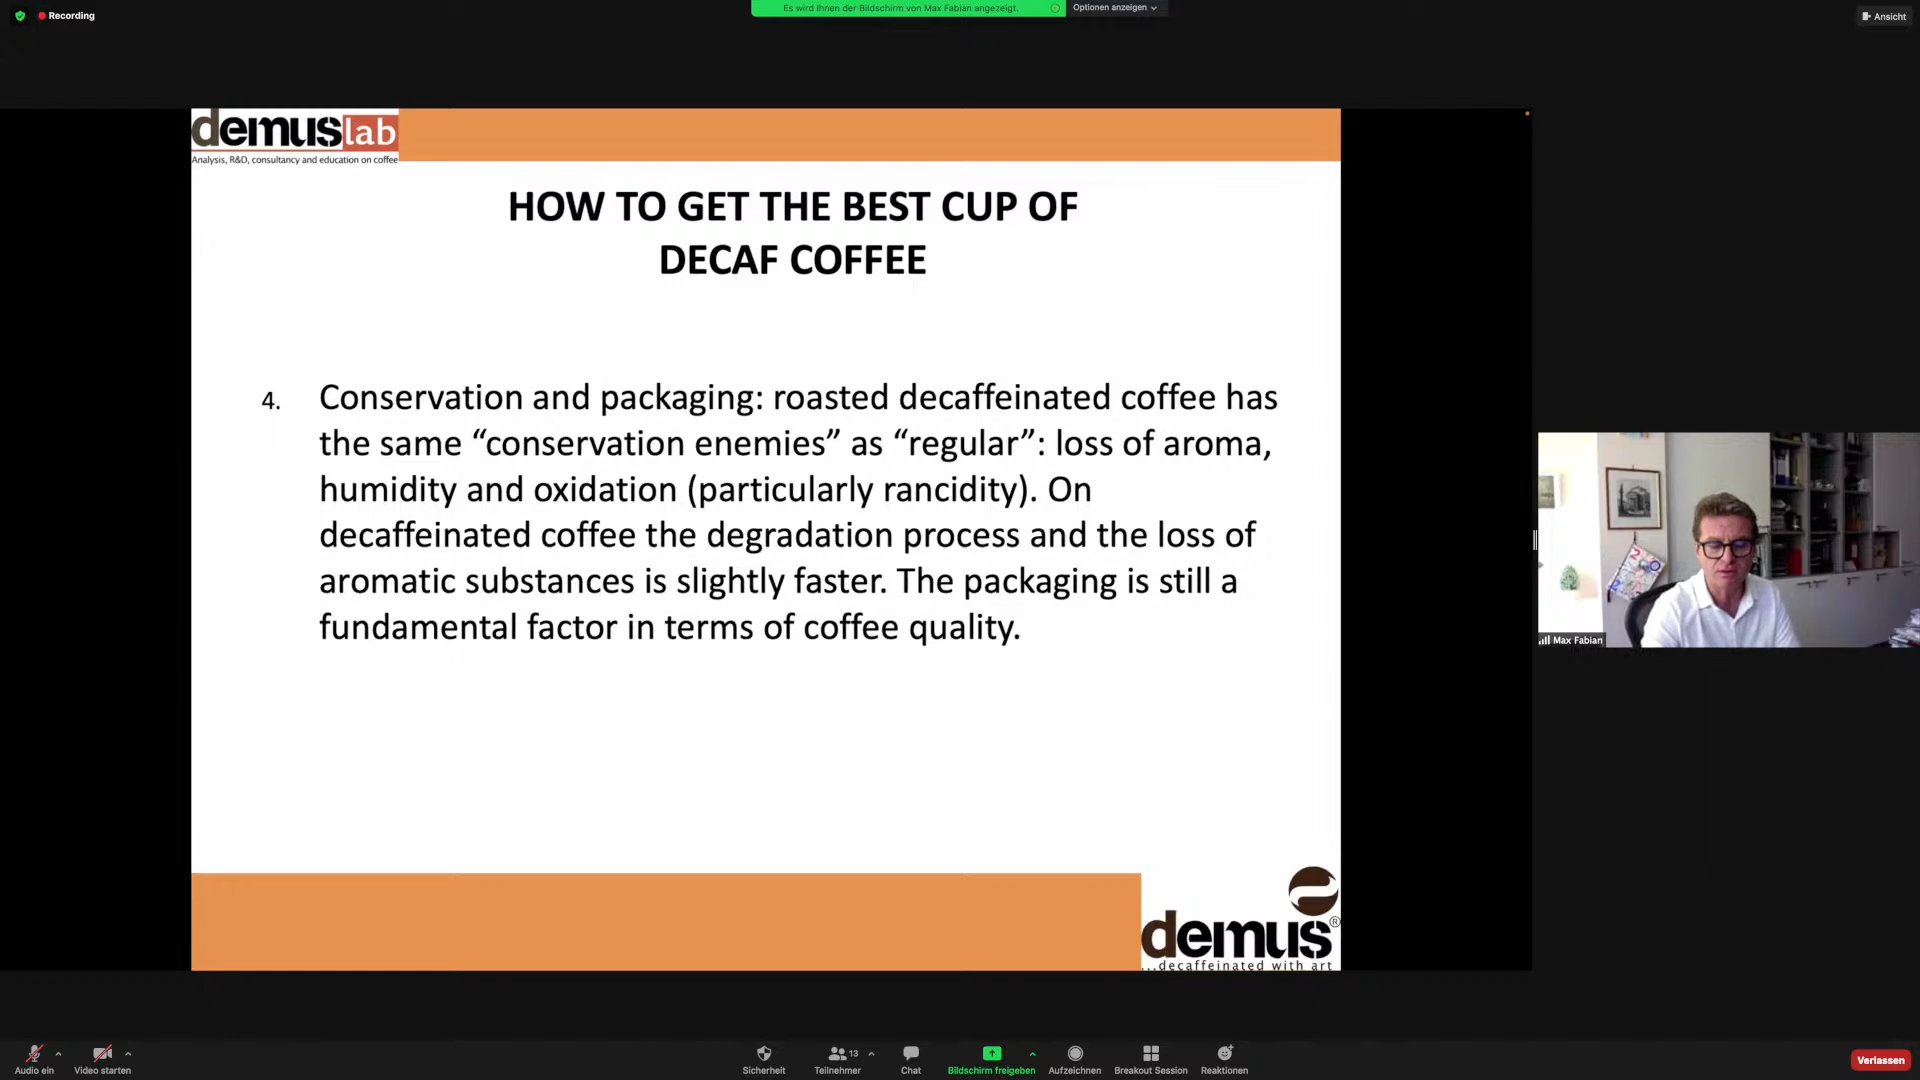 Recording
Es wird Ihnen der Bildschirm von Max Fabian angezeigt.
Optionen anzeigen
Ansicht
demuslab
Analysis, R&D, consultancy and education on coffee
HOW TO GET THE BEST CUP OF
DECAF COFFEE
4. Conservation and packaging: roasted decaffeinated coffee has
the same “conservation enemies” as “regular”: loss of aroma,
humidity and oxidation (particularly rancidity). On
decaffeinated coffee the degradation process and the loss of
aromatic substances is slightly faster. The packaging is still a
fundamental factor in terms of coffee quality.
Max Fabian
demus®
...decaffeinated with art
Audio ein
Video starten
Sicherheit
13
Teilnehmer
Chat
Bildschirm freigeben
Aufzeichnen
Breakout Session
Reaktionen
Verlassen